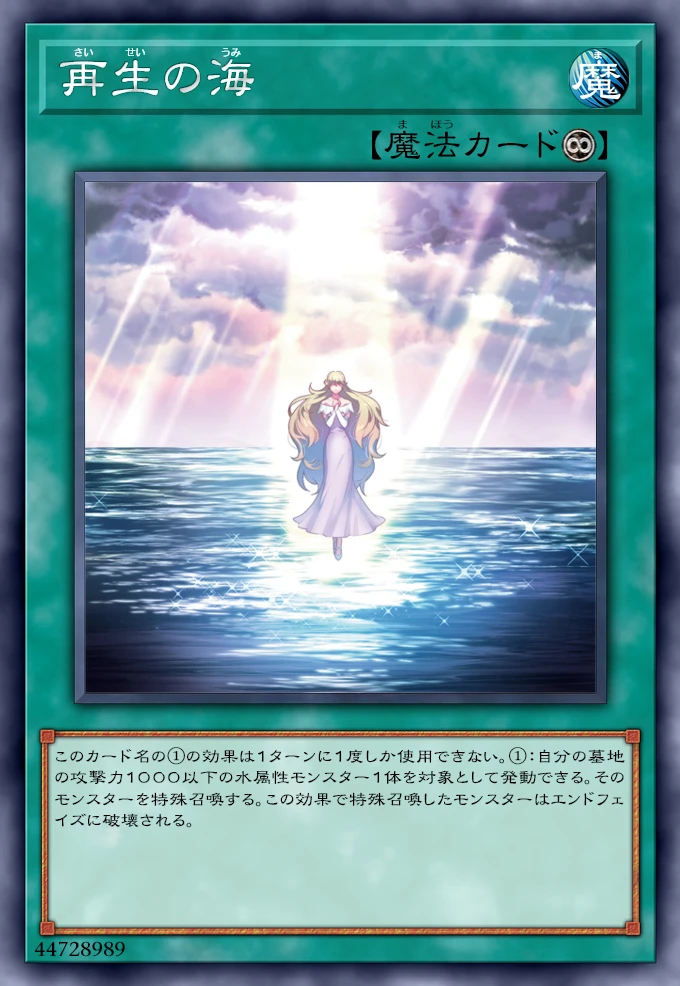 さい せい うみ
再生の海
ま
魔
ま ほう
【魔法カード♾】
このカード名の①の効果は1ターンに1度しか使用できない。①：自分の墓地
の攻撃力1000以下の水属性モンスター1体を対象として発動できる。その
モンスターを特殊召喚する。この効果で特殊召喚したモンスターはエンドフェ
イズに破壊される。
44728989